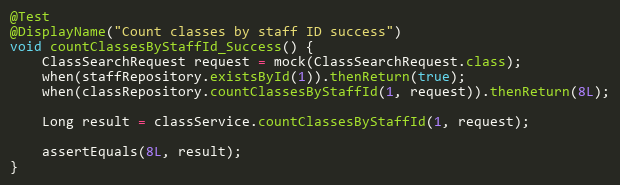 @Test
@DisplayName("Count classes by staff ID success")
void countClassesByStaffId_Success() {
    ClassSearchRequest request = mock(ClassSearchRequest.class);
    when(staffRepository.existsById(1)).thenReturn(true);
    when(classRepository.countClassesByStaffId(1, request)).thenReturn(8L);

    Long result = classService.countClassesByStaffId(1, request);

    assertEquals(8L, result);
}